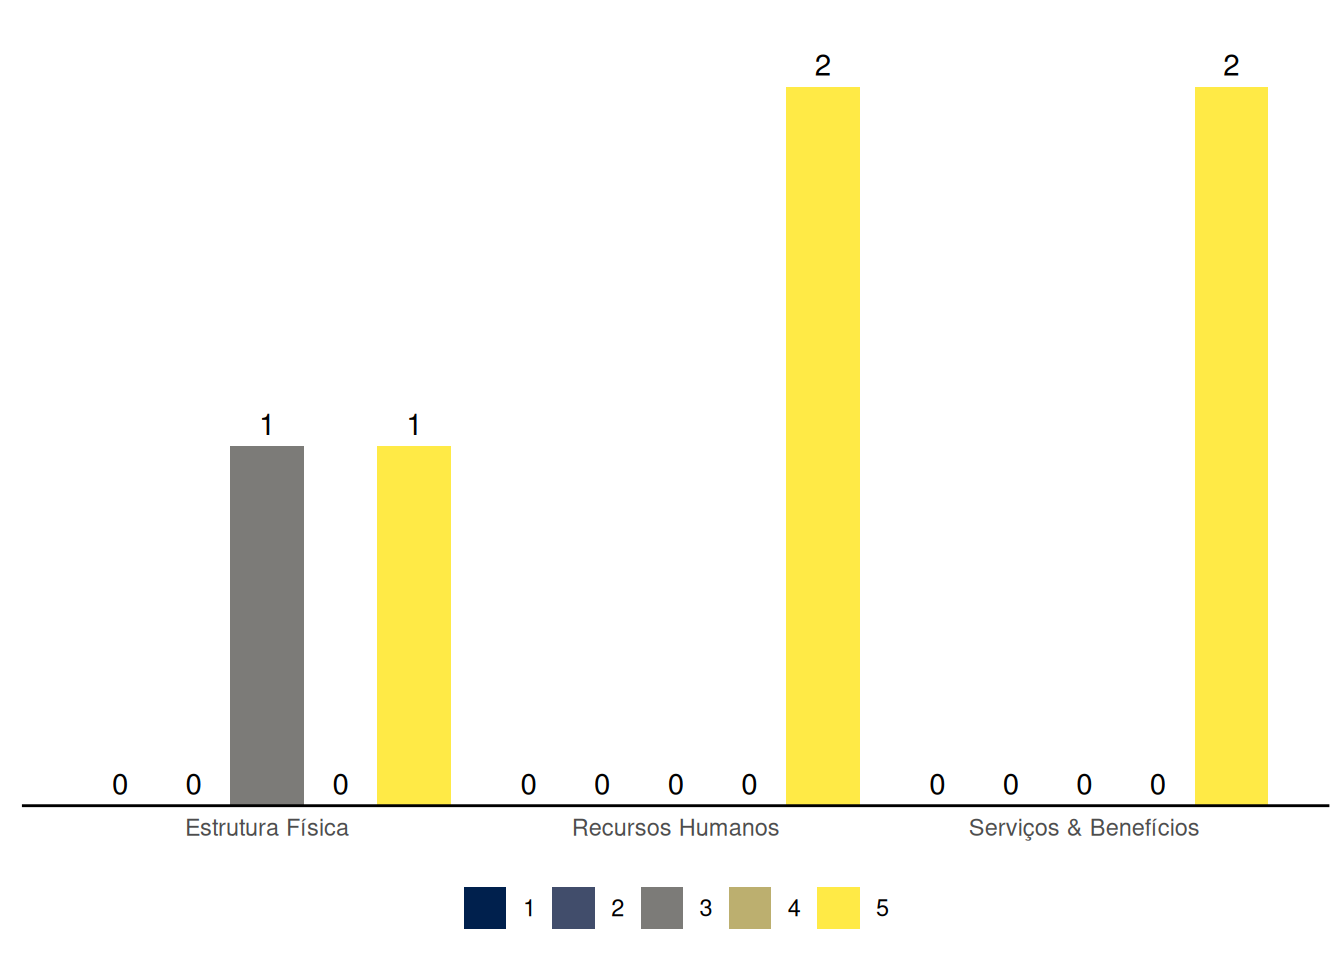 2 2
1 1
0 0 0 0 0 0 0 0 0 0 0
Estrutura Física Recursos Humanos Serviços & Benefícios
1 2 3 4 5